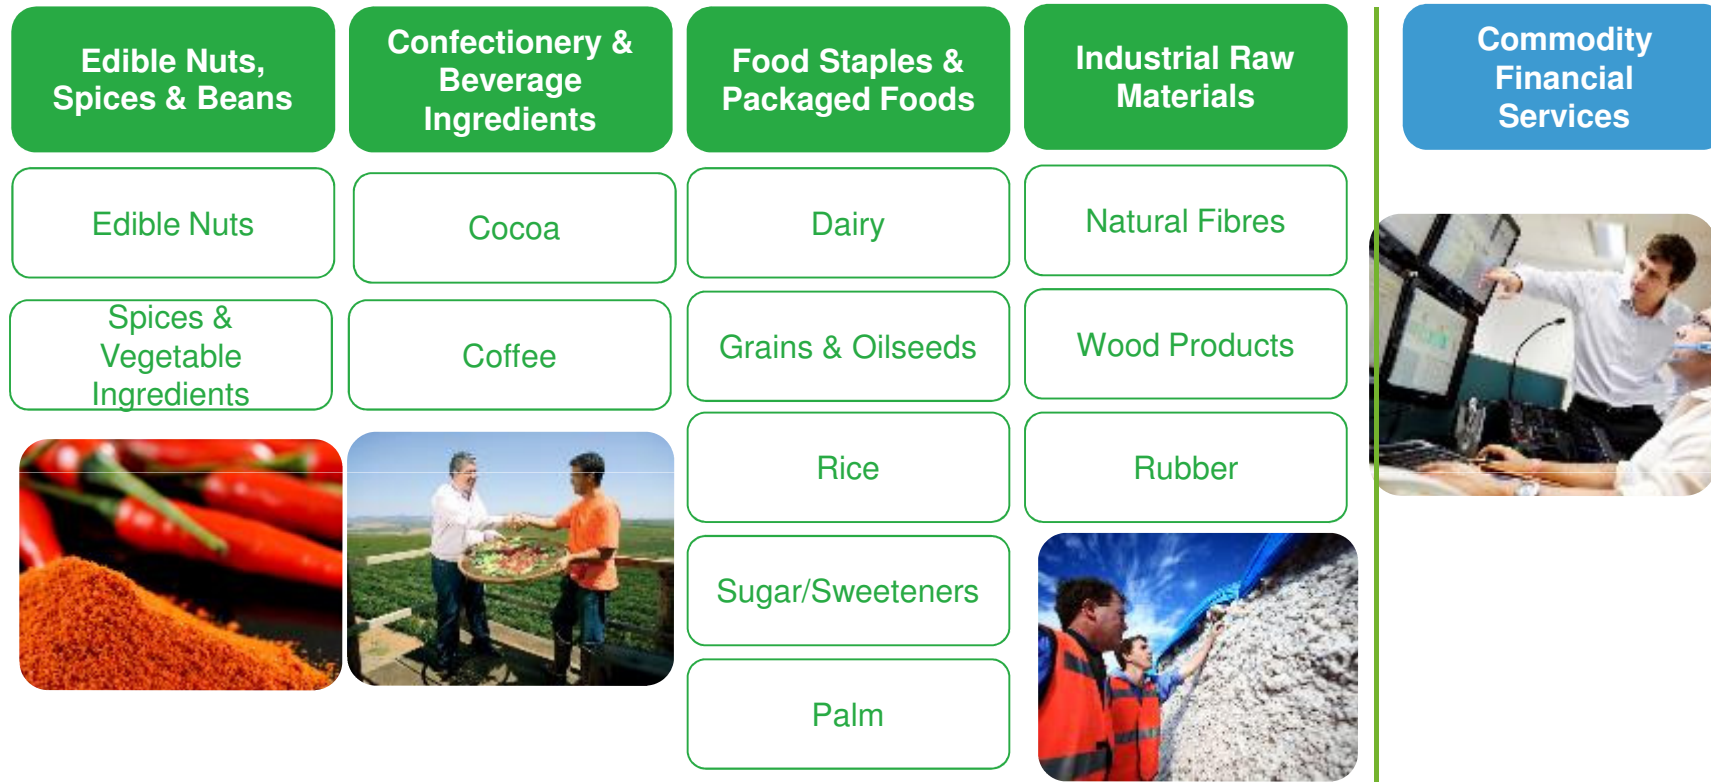 Edible Nuts,
Spices & Beans
Edible Nuts
Spices &
Vegetable
Ingredients
Confectionery &
Beverage
Ingredients
Cocoa
Coffee
Food Staples &
Packaged Foods
Dairy
Grains & Oilseeds
Rice
Sugar/Sweeteners
Palm
Industrial Raw
Materials
Natural Fibres
Wood Products
Rubber
Commodity
Financial
Services